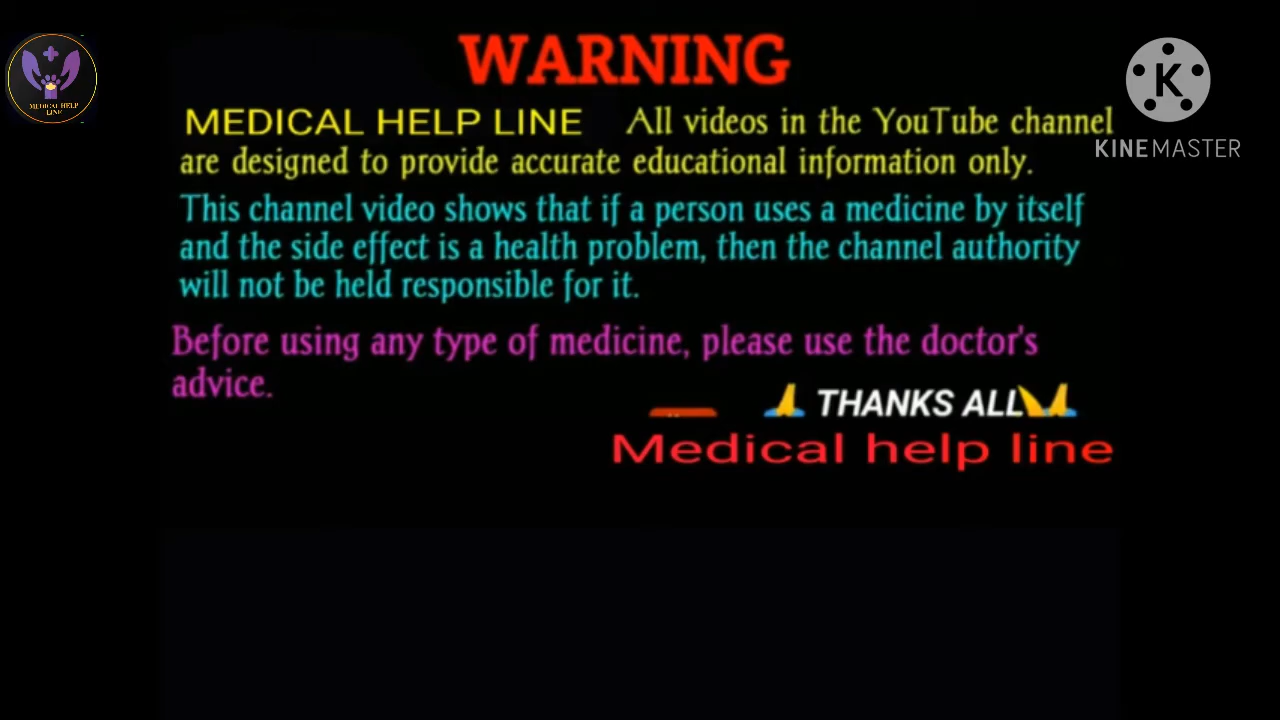 WARNING
MEDICAL HELP LINE All videos in the YouTube channel
are designed to provide accurate educational information only.
This channel video shows that if a person uses a medicine by itself
and the side effect is a health problem, then the channel authority
will not be held responsible for it.
Before using any type of medicine, please use the doctor's
advice.
THANKS ALL
Medical help line
MEDICAL HELP
LINE
K
KINEMASTER